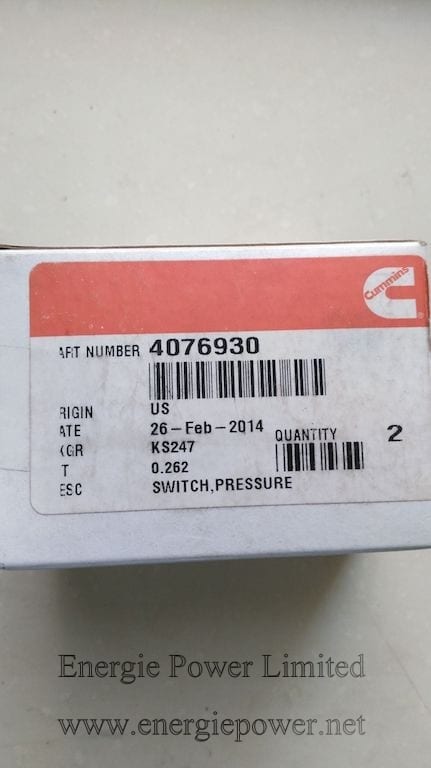 Cummins
ART NUMBER 4076930
RIGIN US
ATE 26-Feb-2014
KGR KS247
QUANTITY 2
T 0.262
ESC SWITCH,PRESSURE
Energie Power Limited
www.energiepower.net